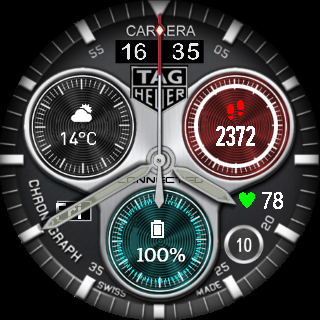 CARRERA
55 05
16 35
TAG
HEUER
14°C
2372
CONNECTED
78
CHRONOGRAPH
20
10
100%
35 25
SWISS MADE